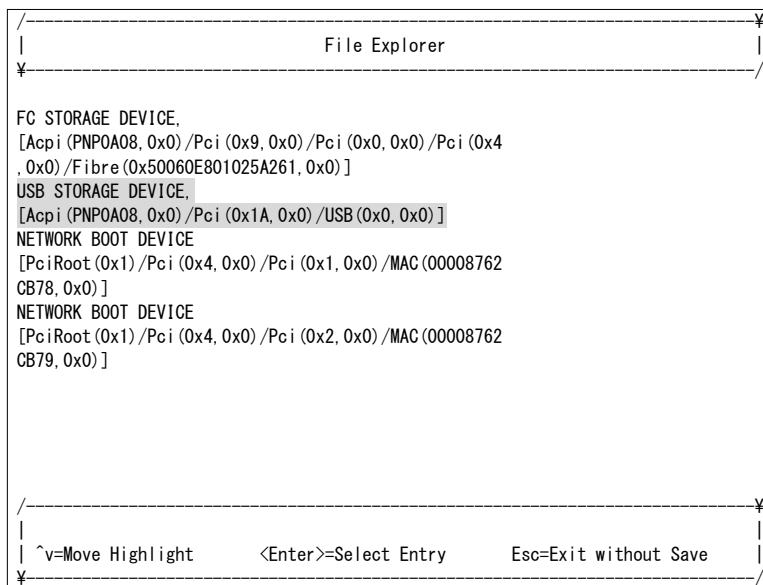 /------------------------------------------------------------------------------¥
| File Explorer |
¥------------------------------------------------------------------------------/
FC STORAGE DEVICE,
[Acpi(PNP0A08,0x0)/Pci(0x9,0x0)/Pci(0x0,0x0)/Pci(0x4
,0x0)/Fibre(0x50060E801025A261,0x0)]
USB STORAGE DEVICE,
[Acpi(PNP0A08,0x0)/Pci(0x1A,0x0)/USB(0x0,0x0)]
NETWORK BOOT DEVICE
[PciRoot(0x1)/Pci(0x4,0x0)/Pci(0x1,0x0)/MAC(00008762
CB78,0x0)]
NETWORK BOOT DEVICE
[PciRoot(0x1)/Pci(0x4,0x0)/Pci(0x2,0x0)/MAC(00008762
CB79,0x0)]
/------------------------------------------------------------------------------¥
| |
| ^v=Move Highlight <Enter>=Select Entry Esc=Exit without Save |
¥------------------------------------------------------------------------------/